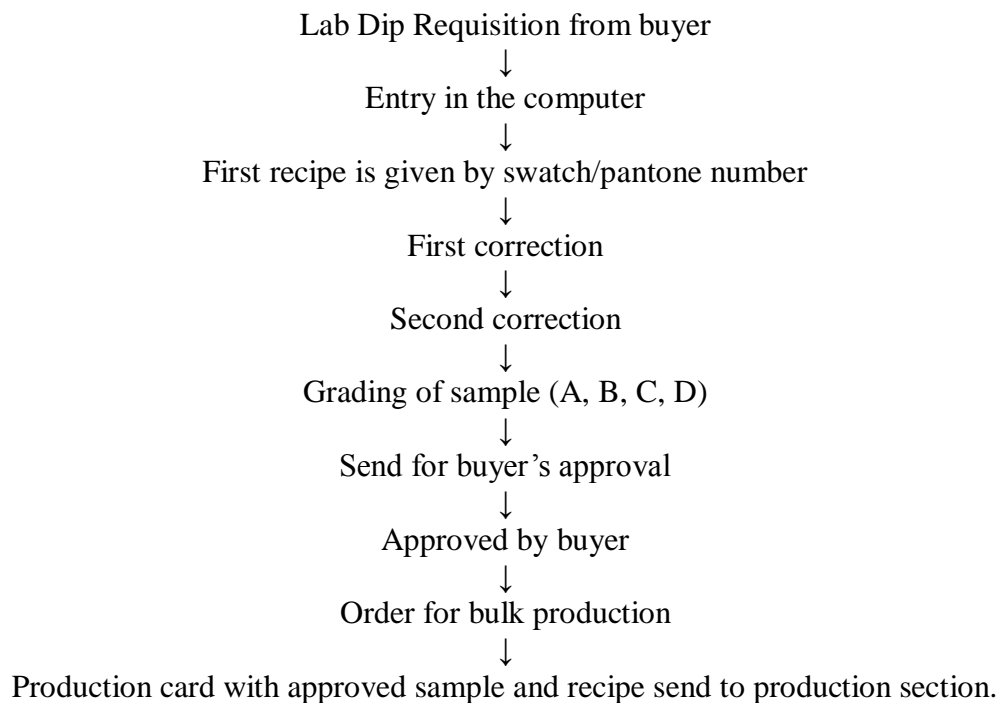 Lab Dip Requisition from buyer
↓
Entry in the computer
↓
First recipe is given by swatch/pantone number
↓
First correction
↓
Second correction
↓
Grading of sample (A, B, C, D)
↓
Send for buyer’s approval
↓
Approved by buyer
↓
Order for bulk production
↓
Production card with approved sample and recipe send to production section.